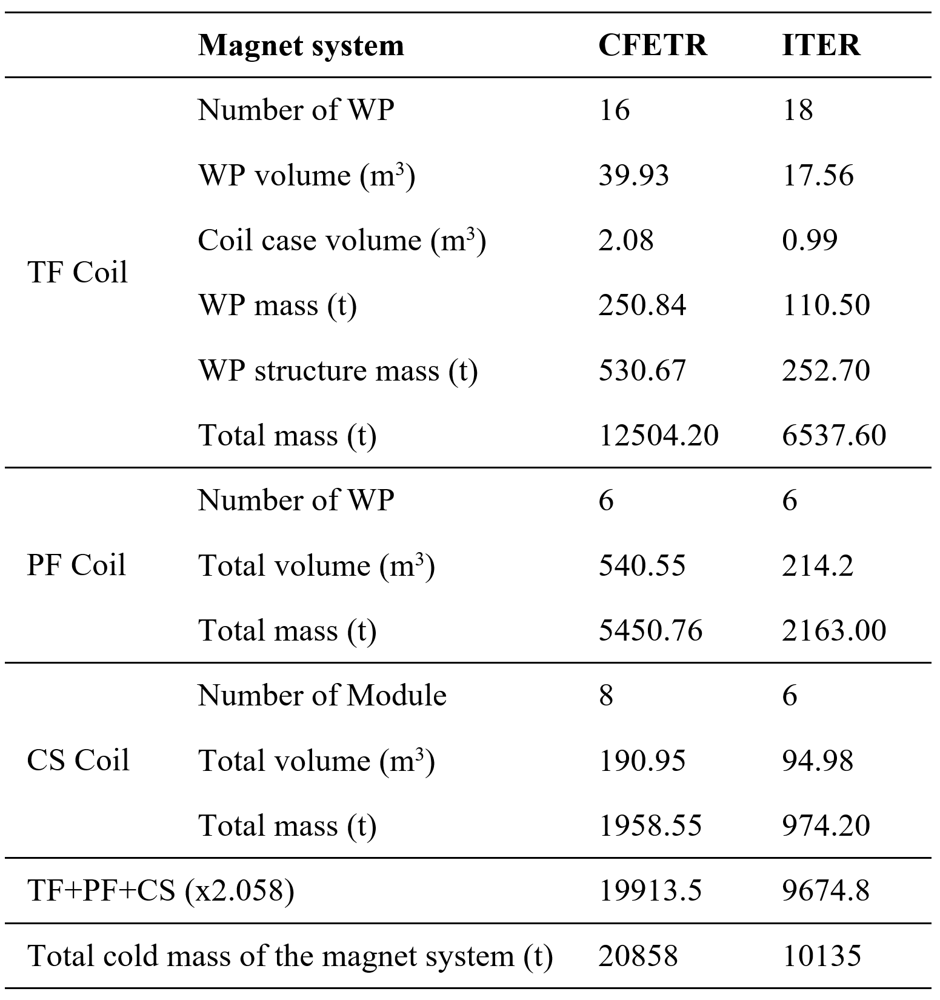 Magnet system CFETR ITER
Number of WP 16 18
WP volume (m³) 39.93 17.56
Coil case volume (m³) 2.08 0.99
TF Coil
WP mass (t) 250.84 110.50
WP structure mass (t) 530.67 252.70
Total mass (t) 12504.20 6537.60
Number of WP 6 6
PF Coil Total volume (m³) 540.55 214.2
Total mass (t) 5450.76 2163.00
Number of Module 8 6
CS Coil Total volume (m³) 190.95 94.98
Total mass (t) 1958.55 974.20
TF+PF+CS (x2.058) 19913.5 9674.8
Total cold mass of the magnet system (t) 20858 10135